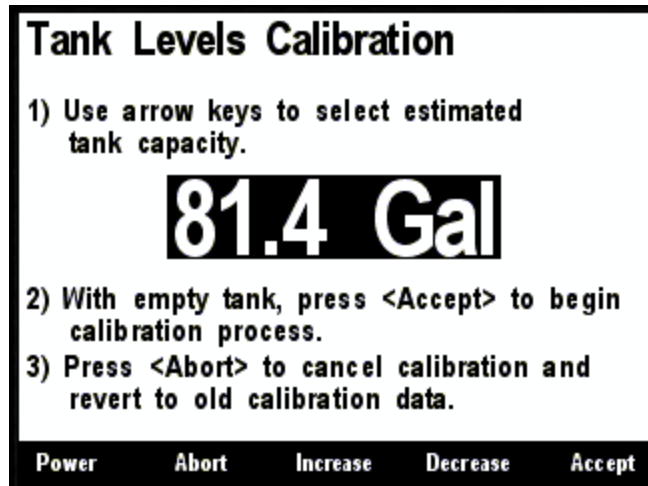 Tank Levels Calibration
1) Use arrow keys to select estimated
tank capacity.
81.4 Gal
2) With empty tank, press <Accept> to begin
calibration process.
3) Press <Abort> to cancel calibration and
revert to old calibration data.
Power Abort Increase Decrease Accept